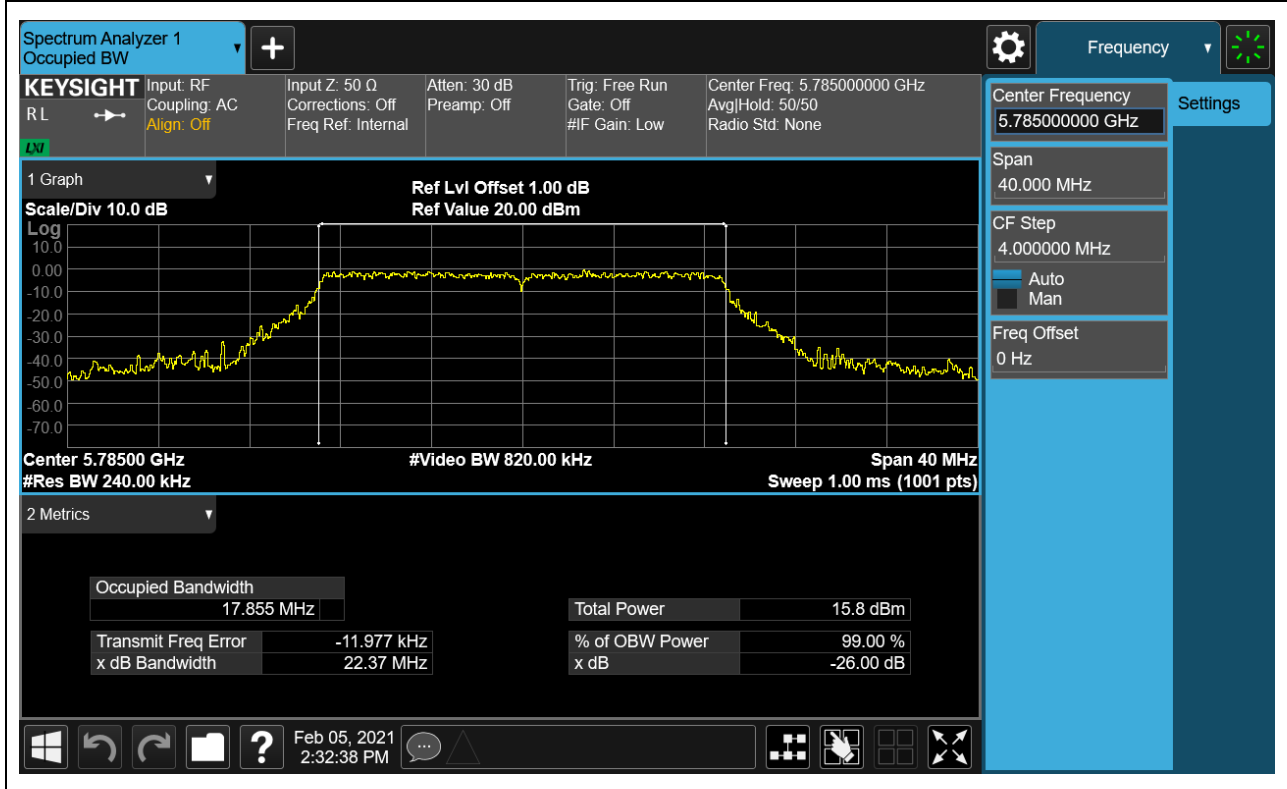 Spectrum Analyzer 1
Occupied BW
Frequency
KEYSIGHT
R L
LXI
Input: RF
Coupling: AC
Align: Off
Input Z: 50 Ω
Corrections: Off
Freq Ref: Internal
Atten: 30 dB
Preamp: Off
Trig: Free Run
Gate: Off
#IF Gain: Low
Center Freq: 5.785000000 GHz
Avg|Hold: 50/50
Radio Std: None
Center Frequency
5.785000000 GHz
Settings
Span
40.000 MHz
CF Step
4.000000 MHz
Auto
Man
Freq Offset
0 Hz
1 Graph
Scale/Div 10.0 dB
Ref Lvl Offset 1.00 dB
Ref Value 20.00 dBm
Log
10.0
0.00
-10.0
-20.0
-30.0
-40.0
-50.0
-60.0
-70.0
Center 5.78500 GHz
#Video BW 820.00 kHz
Span 40 MHz
#Res BW 240.00 kHz
Sweep 1.00 ms (1001 pts)
2 Metrics
Occupied Bandwidth
17.855 MHz
Total Power 15.8 dBm
Transmit Freq Error -11.977 kHz
% of OBW Power 99.00 %
x dB Bandwidth 22.37 MHz
x dB -26.00 dB
Feb 05, 2021
2:32:38 PM